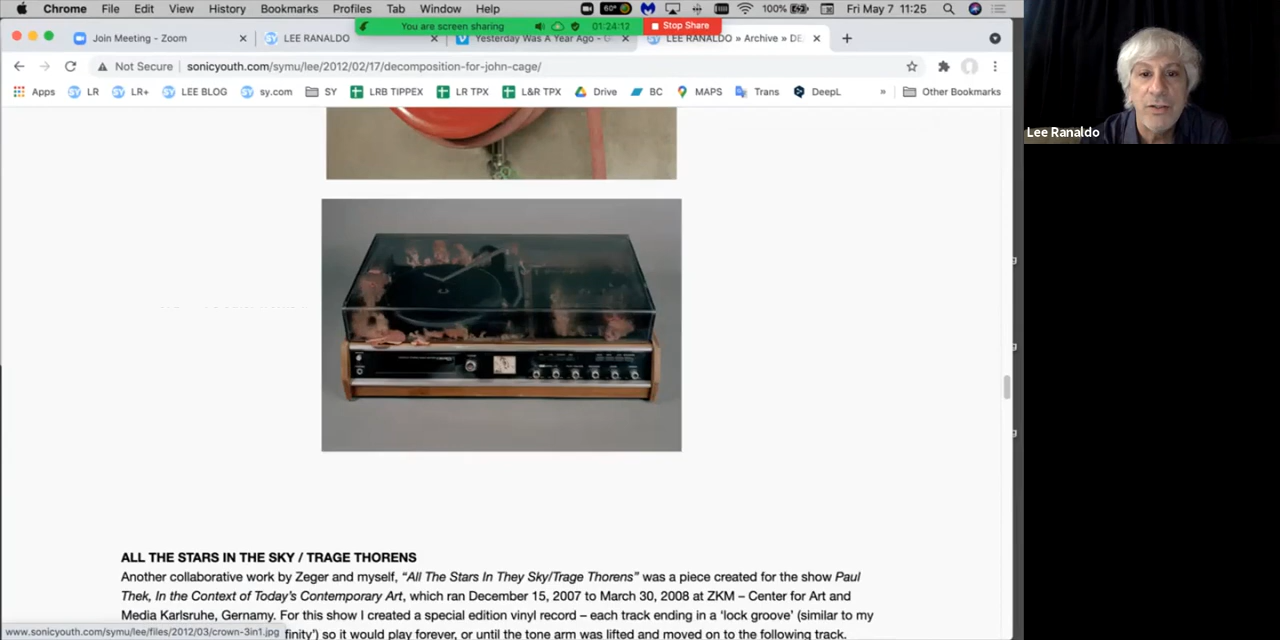 Chrome File Edit View History Bookmarks Profiles Tab Window Help 60° 100% Fri May 7 11:25
You are screen sharing 01:24:12 Stop Share
Join Meeting - Zoom LEE RANALDO Yesterday Was A Year Ago - LEE RANALDO » Archive » DE
Not Secure sonicyouth.com/symu/lee/2012/02/17/decomposition-for-john-cage/
Apps LR LR+ LEE BLOG sy.com SY LRB TIPPEX LR TPX L&R TPX Drive BC MAPS Trans DeepL » Other Bookmarks
Lee Ranaldo
ALL THE STARS IN THE SKY / TRAGE THORENS
Another collaborative work by Zeger and myself, “All The Stars In They Sky/Trage Thorens” was a piece created for the show Paul
Thek, In the Context of Today’s Contemporary Art, which ran December 15, 2007 to March 30, 2008 at ZKM – Center for Art and
Media Karlsruhe, Gernamy. For this show I created a special edition vinyl record – each track ending in a ‘lock groove’ (similar to my
finity’) so it would play forever, or until the tone arm was lifted and moved on to the following track.
www.sonicyouth.com/symu/lee/files/2012/03/crown-3in1.jpg